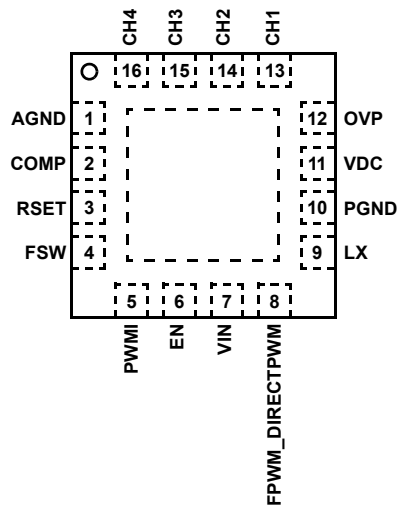 CH4
CH3
CH2
CH1
16
15
14
13
AGND 1
12 OVP
COMP 2
11 VDC
RSET 3
10 PGND
FSW 4
9 LX
5
6
7
8
PWMI
EN
VIN
FPWM_DIRECTPWM